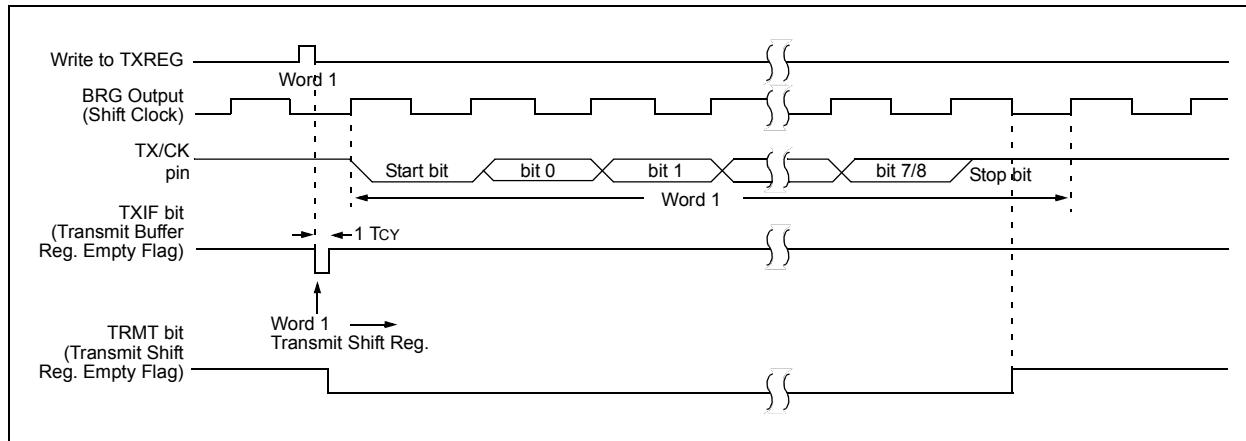 Write to TXREG
Word 1
BRG Output
(Shift Clock)
TX/CK
pin
Start bit
bit 0
bit 1
bit 7/8
Stop bit
Word 1
TXIF bit
(Transmit Buffer
Reg. Empty Flag)
1 TCY
Word 1
Transmit Shift Reg.
TRMT bit
(Transmit Shift
Reg. Empty Flag)